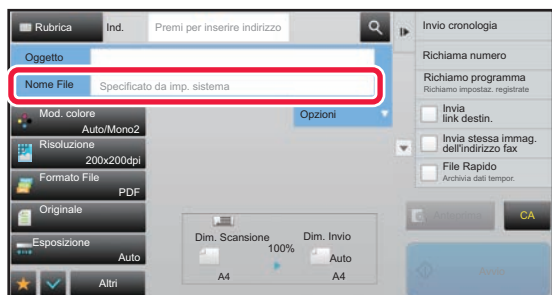 Rubrica
Ind.
Premi per inserire indirizzo
Oggetto
Nome File
Specificato da imp. sistema
Mod. colore
Auto/Mono2
Risoluzione
200x200dpi
Formato File
PDF
Originale
Esposizione
Auto
Altri
Opzioni
Dim. Scansione
100%
Dim. Invio
Auto
A4
A4
Invio cronologia
Richiama numero
Richiamo programma
Richiamo impostaz. registrate
Invia
link destin.
Invia stessa immag.
dell'indirizzo fax
File Rapido
Archivia dati tempor.
Anteprima
CA
Avvio